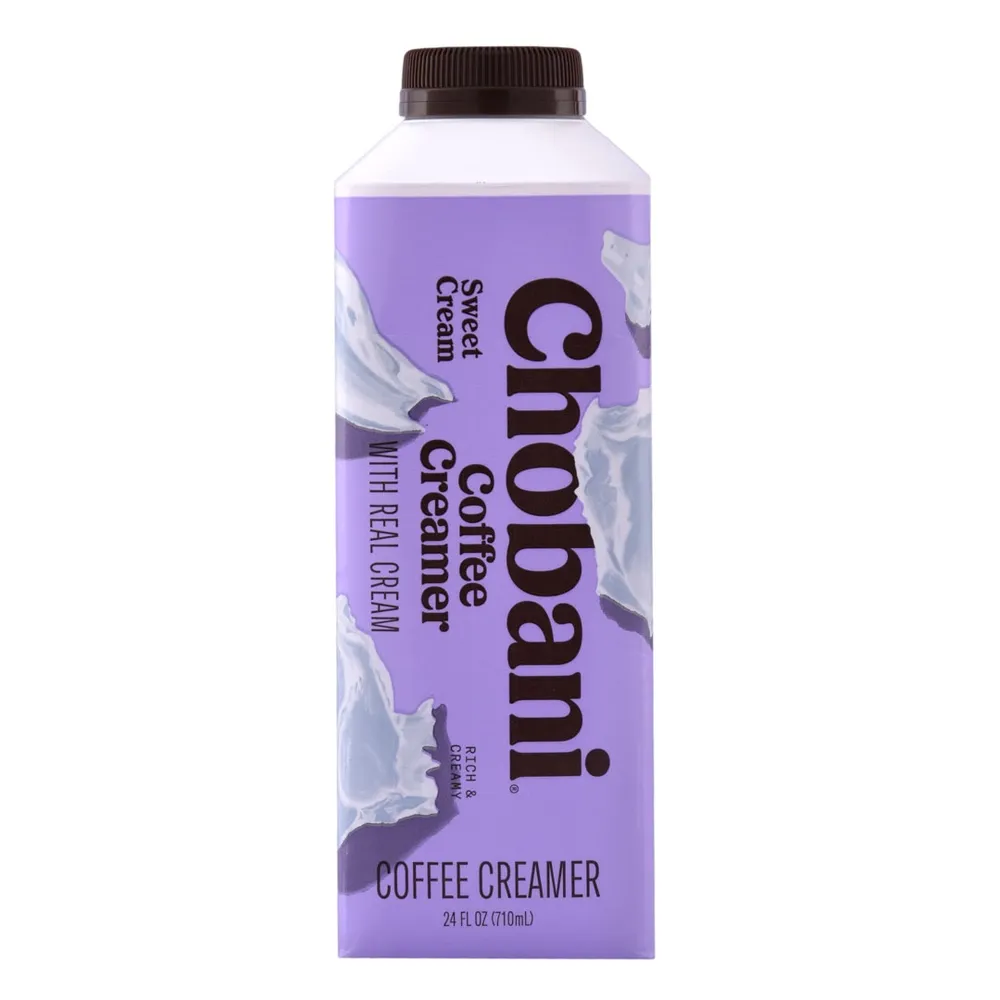 Chobani®
Sweet
Cream
Coffee
Creamer
WITH REAL CREAM
RICH &
CREAMY
COFFEE CREAMER
24 FL OZ (710mL)